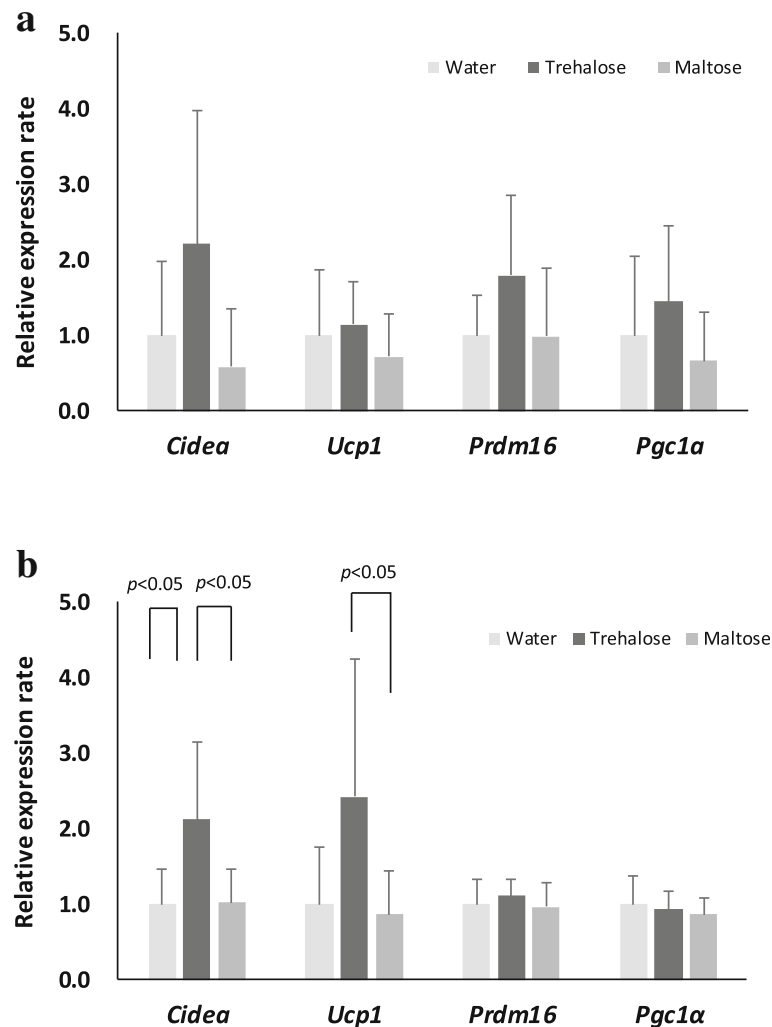 a
5.0
Water Trehalose Maltose
4.0
3.0
2.0
1.0
0.0
Relative expression rate
Cidea Ucp1 Prdm16 Pgc1a
b
p<0.05 p<0.05 p<0.05
5.0
Water Trehalose Maltose
4.0
3.0
2.0
1.0
0.0
Relative expression rate
Cidea Ucp1 Prdm16 Pgc1α